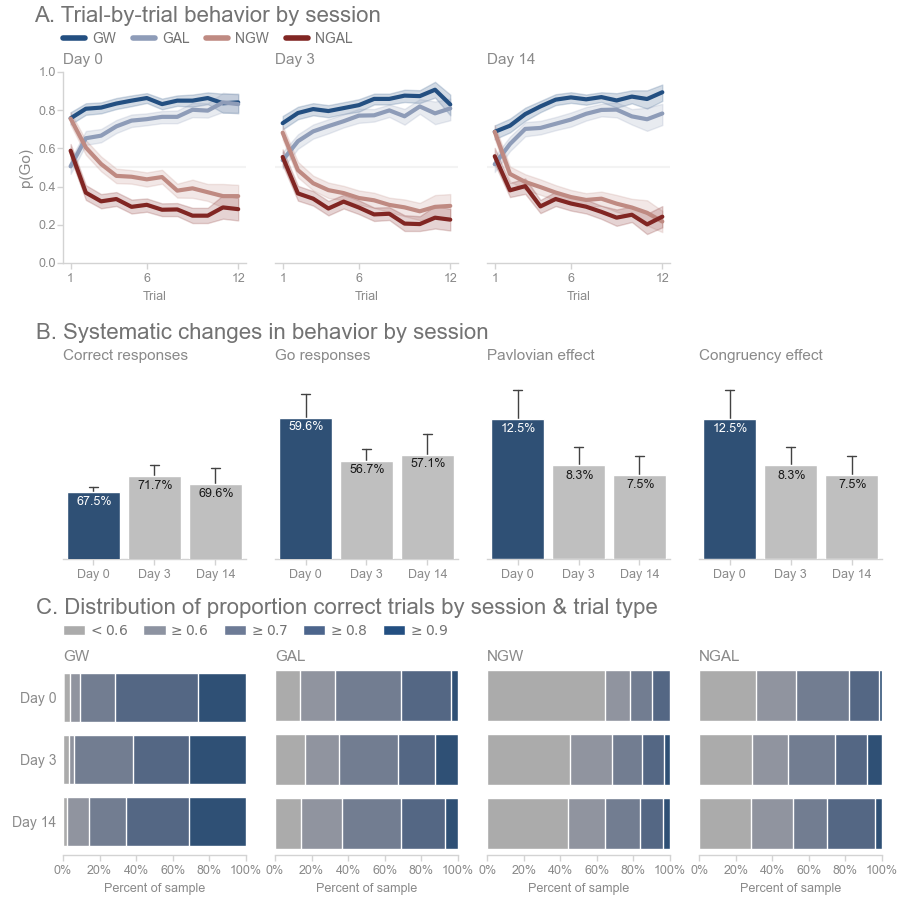 A. Trial-by-trial behavior by session
GW GAL NGW NGAL
Day 0 Day 3 Day 14
p(Go)
1.0
0.8
0.6
0.4
0.2
0.0
1 6 12 1 6 12 1 6 12
Trial Trial Trial
B. Systematic changes in behavior by session
Correct responses Go responses Pavlovian effect Congruency effect
67.5% 71.7% 69.6% 59.6% 56.7% 57.1% 12.5% 8.3% 7.5% 12.5% 8.3% 7.5%
Day 0 Day 3 Day 14 Day 0 Day 3 Day 14 Day 0 Day 3 Day 14 Day 0 Day 3 Day 14
C. Distribution of proportion correct trials by session & trial type
< 0.6 ≥ 0.6 ≥ 0.7 ≥ 0.8 ≥ 0.9
GW GAL NGW NGAL
Day 0
Day 3
Day 14
0% 20% 40% 60% 80% 100% 0% 20% 40% 60% 80% 100% 0% 20% 40% 60% 80% 100% 0% 20% 40% 60% 80% 100%
Percent of sample Percent of sample Percent of sample Percent of sample